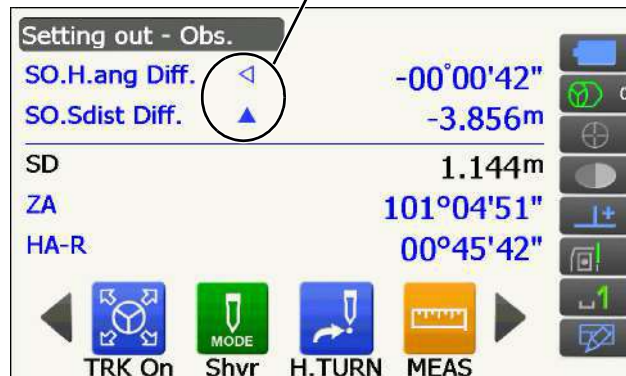 Setting out - Obs.
SO.H.ang Diff. ◁ -00°00'42"
SO.Sdist Diff. ▲ -3.856m
SD 1.144m
ZA 101°04'51"
HA-R 00°45'42"
MODE
TRK On Shvr H.TURN MEAS
1